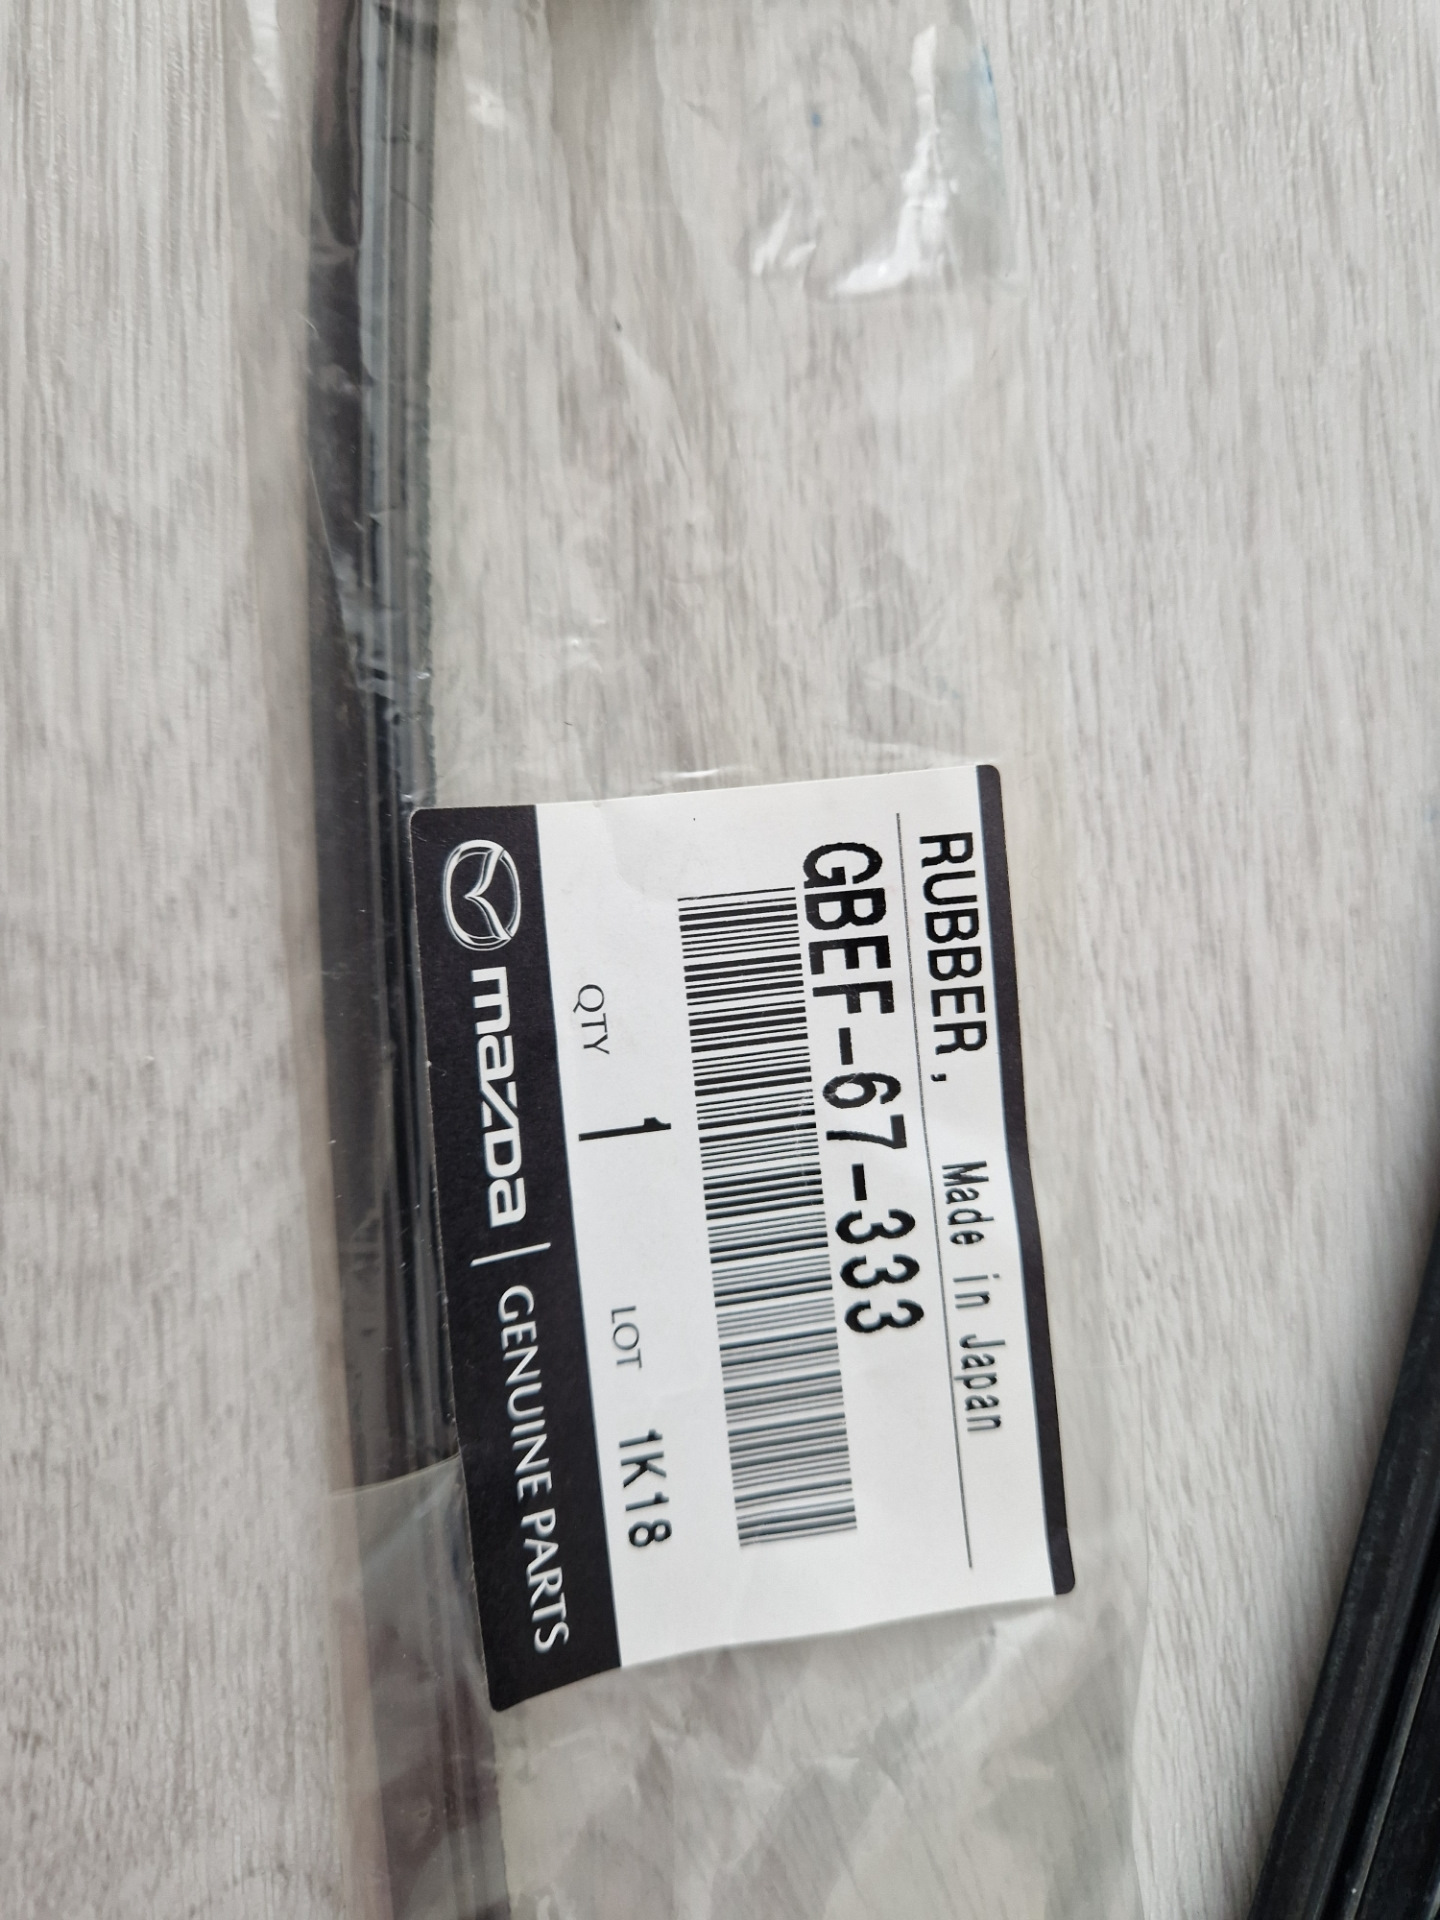 RUBBER, Made in Japan
GBEF-67-333
QTY 1 LOT 1K18
mazda | GENUINE PARTS